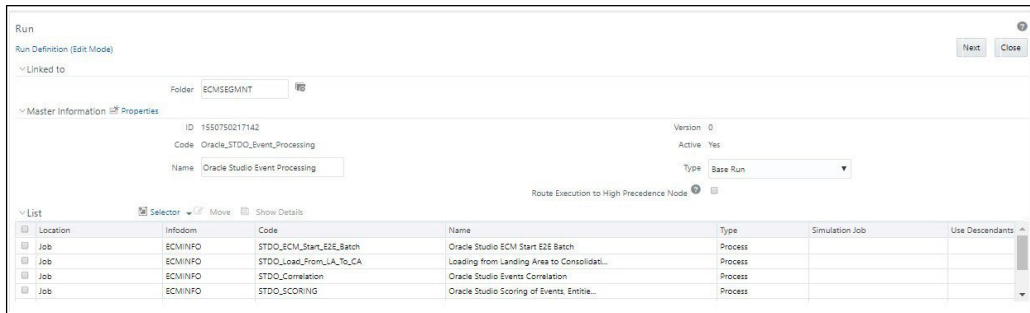 Run
Run Definition (Edit Mode)
Next Close
Linked to
Folder ECMSEGMNT
Master Information Properties
ID 1550750217142 Version 0
Code Oracle_STDO_Event_Processing Active Yes
Name Oracle Studio Event Processing Type Base Run
Route Execution to High Precedence Node
List Selector Move Show Details
Location Infodom Code Name Type Simulation Job Use Descendants
Job ECMINFO STDO_ECM_Start_E2E_Batch Oracle Studio ECM Start E2E Batch Process
Job ECMINFO STDO_Load_From_LA_To_CA Loading from Landing Area to Consolidati... Process
Job ECMINFO STDO_Correlation Oracle Studio Events Correlation Process
Job ECMINFO STDO_SCORING Oracle Studio Scoring of Events, Entitie... Process